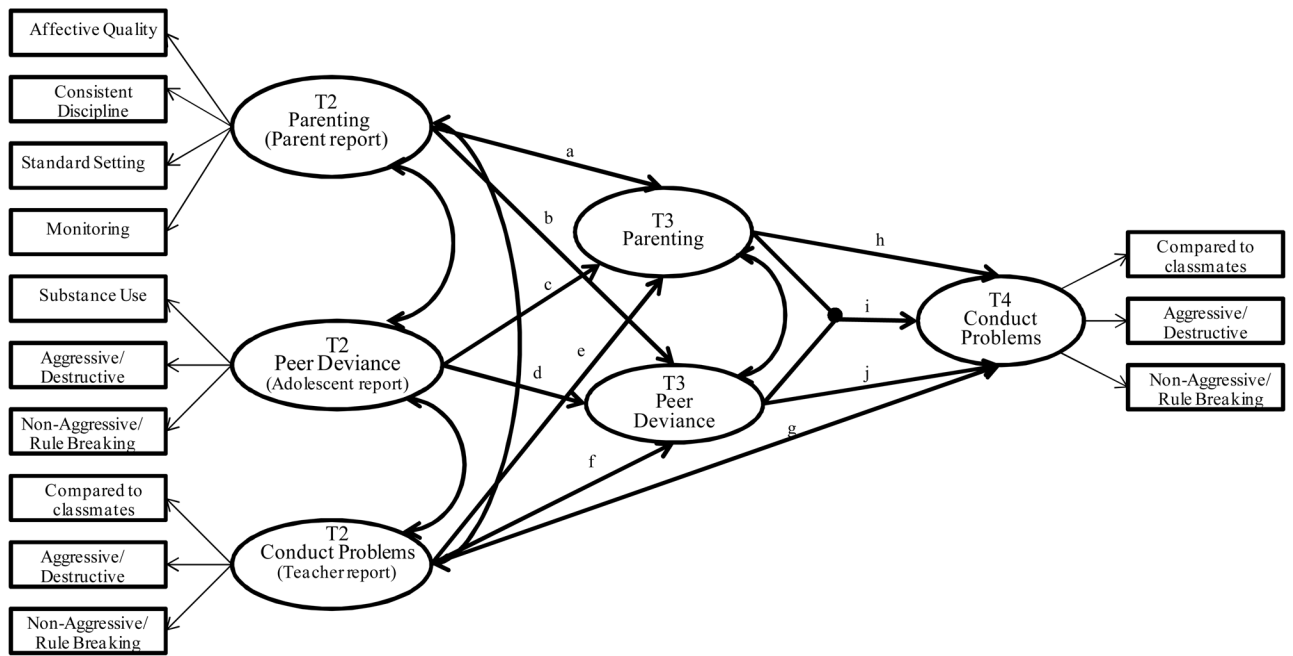 Affective Quality
Consistent
Discipline
Standard Setting
Monitoring
Substance Use
Aggressive/
Destructive
Non-Aggressive/
Rule Breaking
Compared to
classmates
Aggressive/
Destructive
Non-Aggressive/
Rule Breaking
T2
Parenting
(Parent report)
T2
Peer Deviance
(Adolescent report)
T2
Conduct Problems
(Teacher report)
a
b
c
e
d
f
T3
Parenting
T3
Peer
Deviance
h
i
j
g
T4
Conduct
Problems
Compared to
classmates
Aggressive/
Destructive
Non-Aggressive/
Rule Breaking